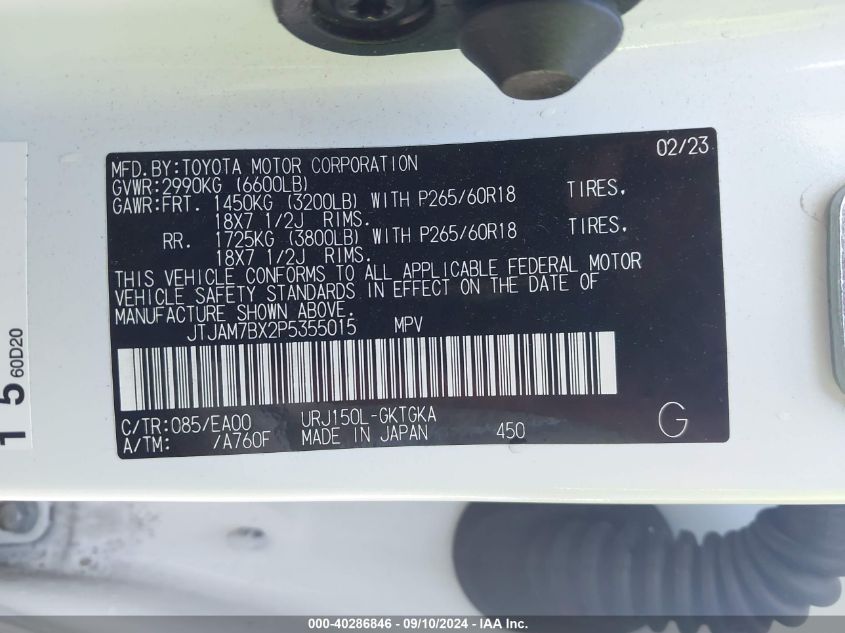 MFD.BY:TOYOTA MOTOR CORPORATION 02/23
GVWR:2990KG (6600LB)
GAWR:FRT. 1450KG (3200LB) WITH P265/60R18 TIRES,
18X7 1/2J RIMS.
RR. 1725KG (3800LB) WITH P265/60R18 TIRES,
18X7 1/2J RIMS.
THIS VEHICLE CONFORMS TO ALL APPLICABLE FEDERAL MOTOR
VEHICLE SAFETY STANDARDS IN EFFECT ON THE DATE OF
MANUFACTURE SHOWN ABOVE.
JTJAM7BX2P5355015 MPV
C/TR:085/EA00 URJ150L-GKTGKA
A/TM: /A760F MADE IN JAPAN 450 G
1 5 60D20
000-40286846 - 09/10/2024 - IAA Inc.